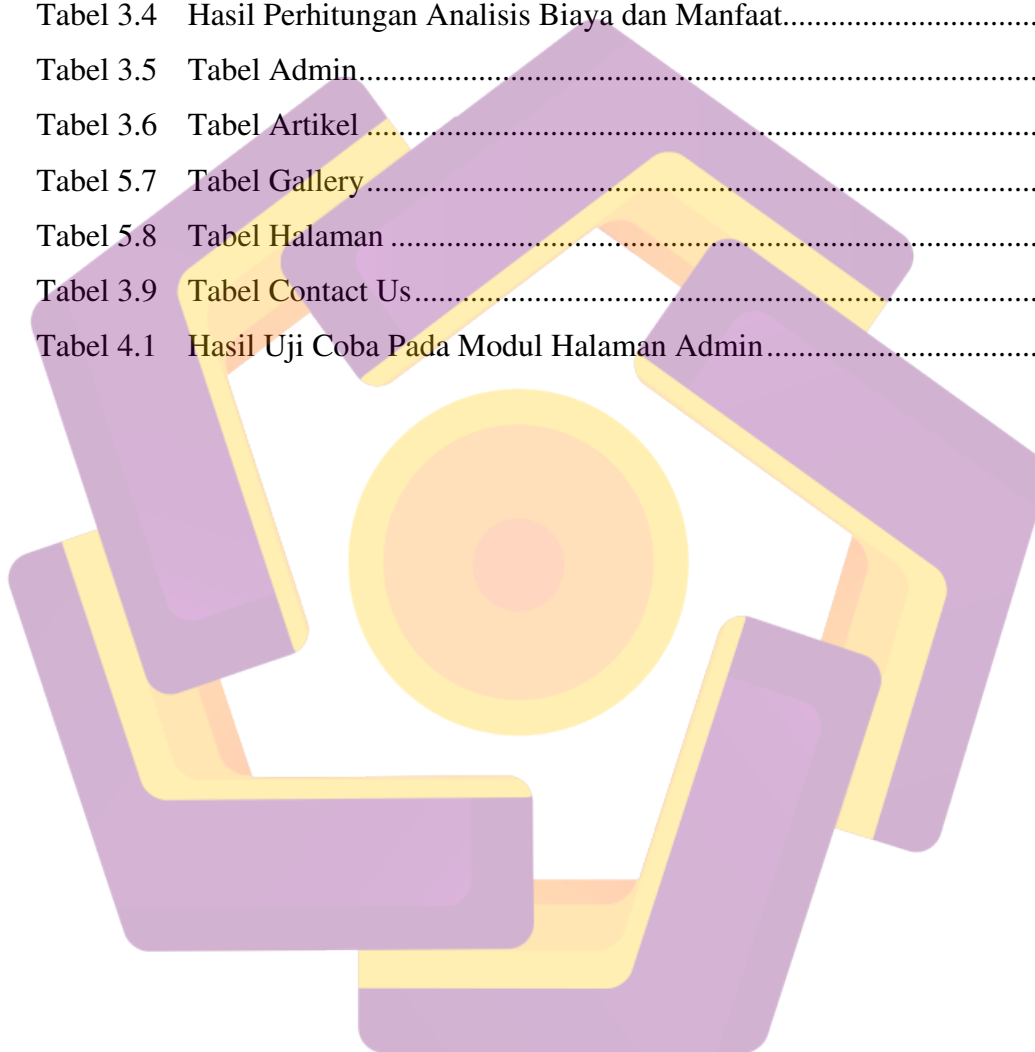 Tabel 3.4 Hasil Perhitungan Analisis Biaya dan Manfaat..............................
Tabel 3.5 Tabel Admin....................................................................................
Tabel 3.6 Tabel Artikel ...................................................................................
Tabel 5.7 Tabel Gallery...................................................................................
Tabel 5.8 Tabel Halaman ................................................................................
Tabel 3.9 Tabel Contact Us.............................................................................
Tabel 4.1 Hasil Uji Coba Pada Modul Halaman Admin.................................